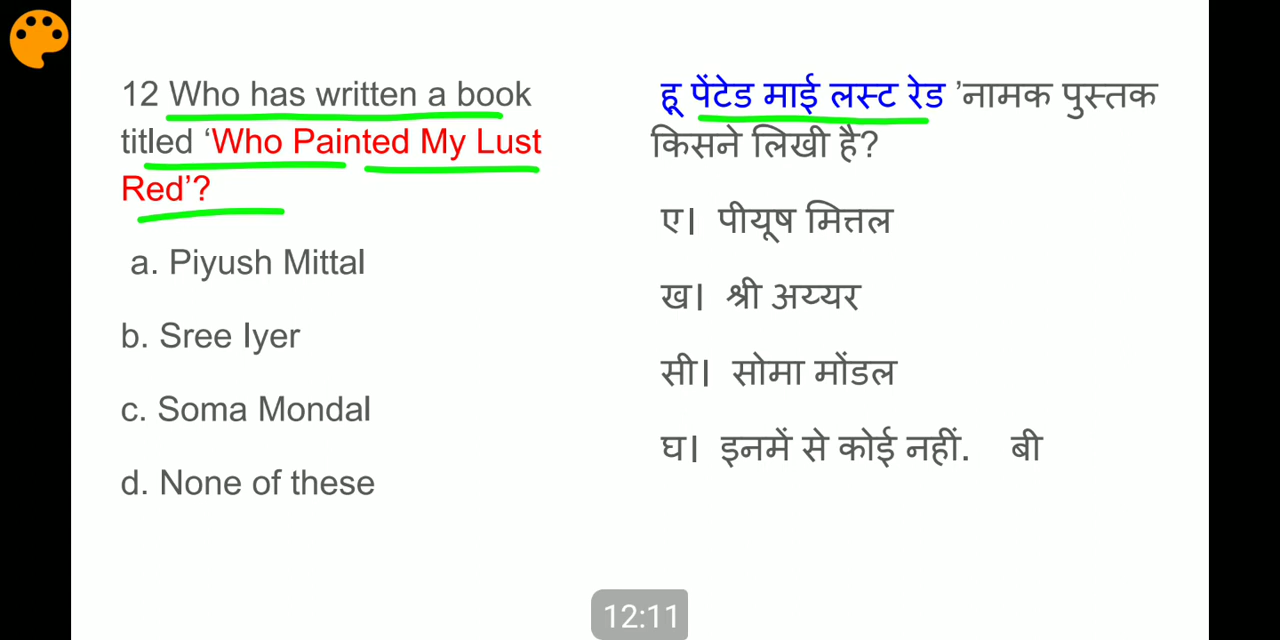 12 Who has written a book
titled ‘Who Painted My Lust
Red’?
a. Piyush Mittal
b. Sree Iyer
c. Soma Mondal
d. None of these
हू पेंटेड माई लस्ट रेड ’नामक पुस्तक
किसने लिखी है?
ए। पीयूष मित्तल
ख। श्री अय्यर
सी। सोमा मोंडल
घ। इनमें से कोई नहीं. बी
12:11